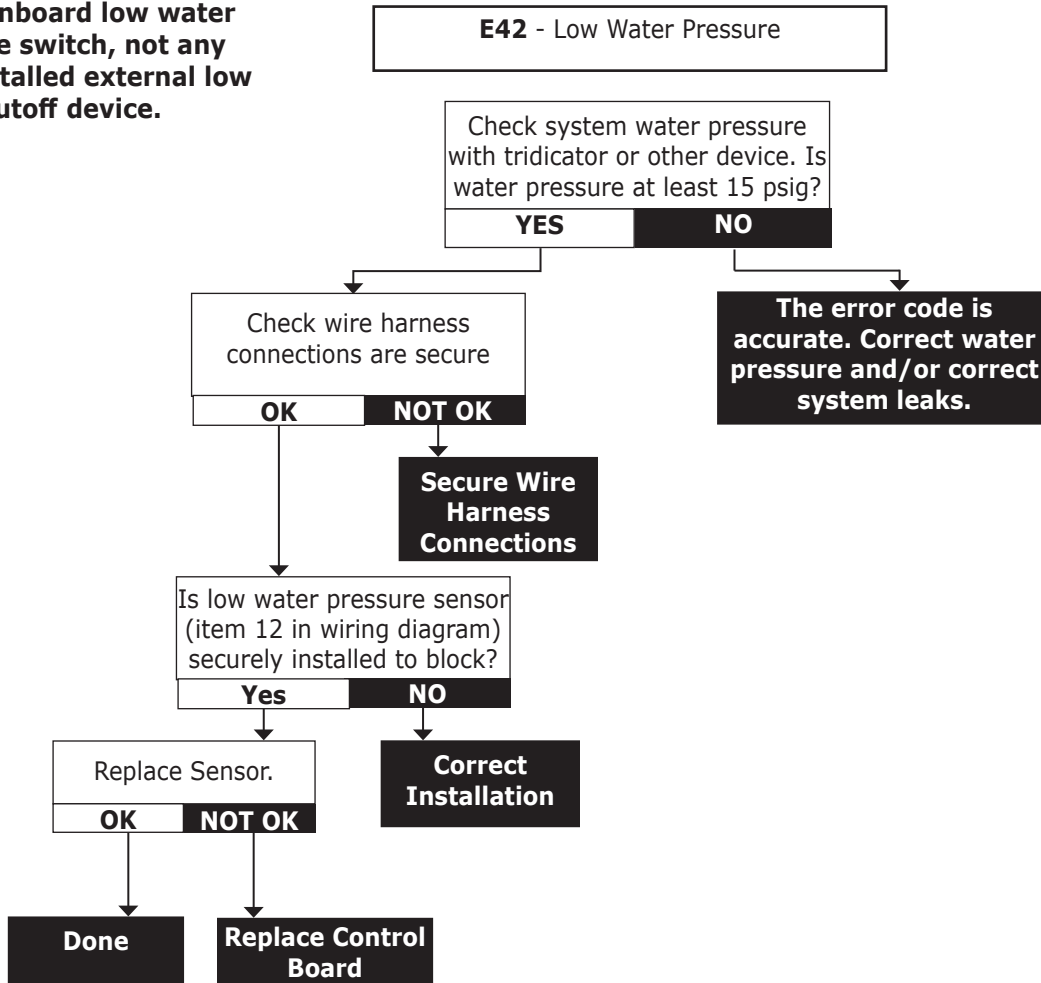 nboard low water
e switch, not any
talled external low
utoff device.
E42 - Low Water Pressure
Check system water pressure
with tridicator or other device. Is
water pressure at least 15 psig?
YES
NO
Check wire harness
connections are secure
The error code is
accurate. Correct water
pressure and/or correct
system leaks.
OK
NOT OK
Secure Wire
Harness
Connections
Is low water pressure sensor
(item 12 in wiring diagram)
securely installed to block?
Yes
NO
Replace Sensor.
Correct
Installation
OK
NOT OK
Done
Replace Control
Board